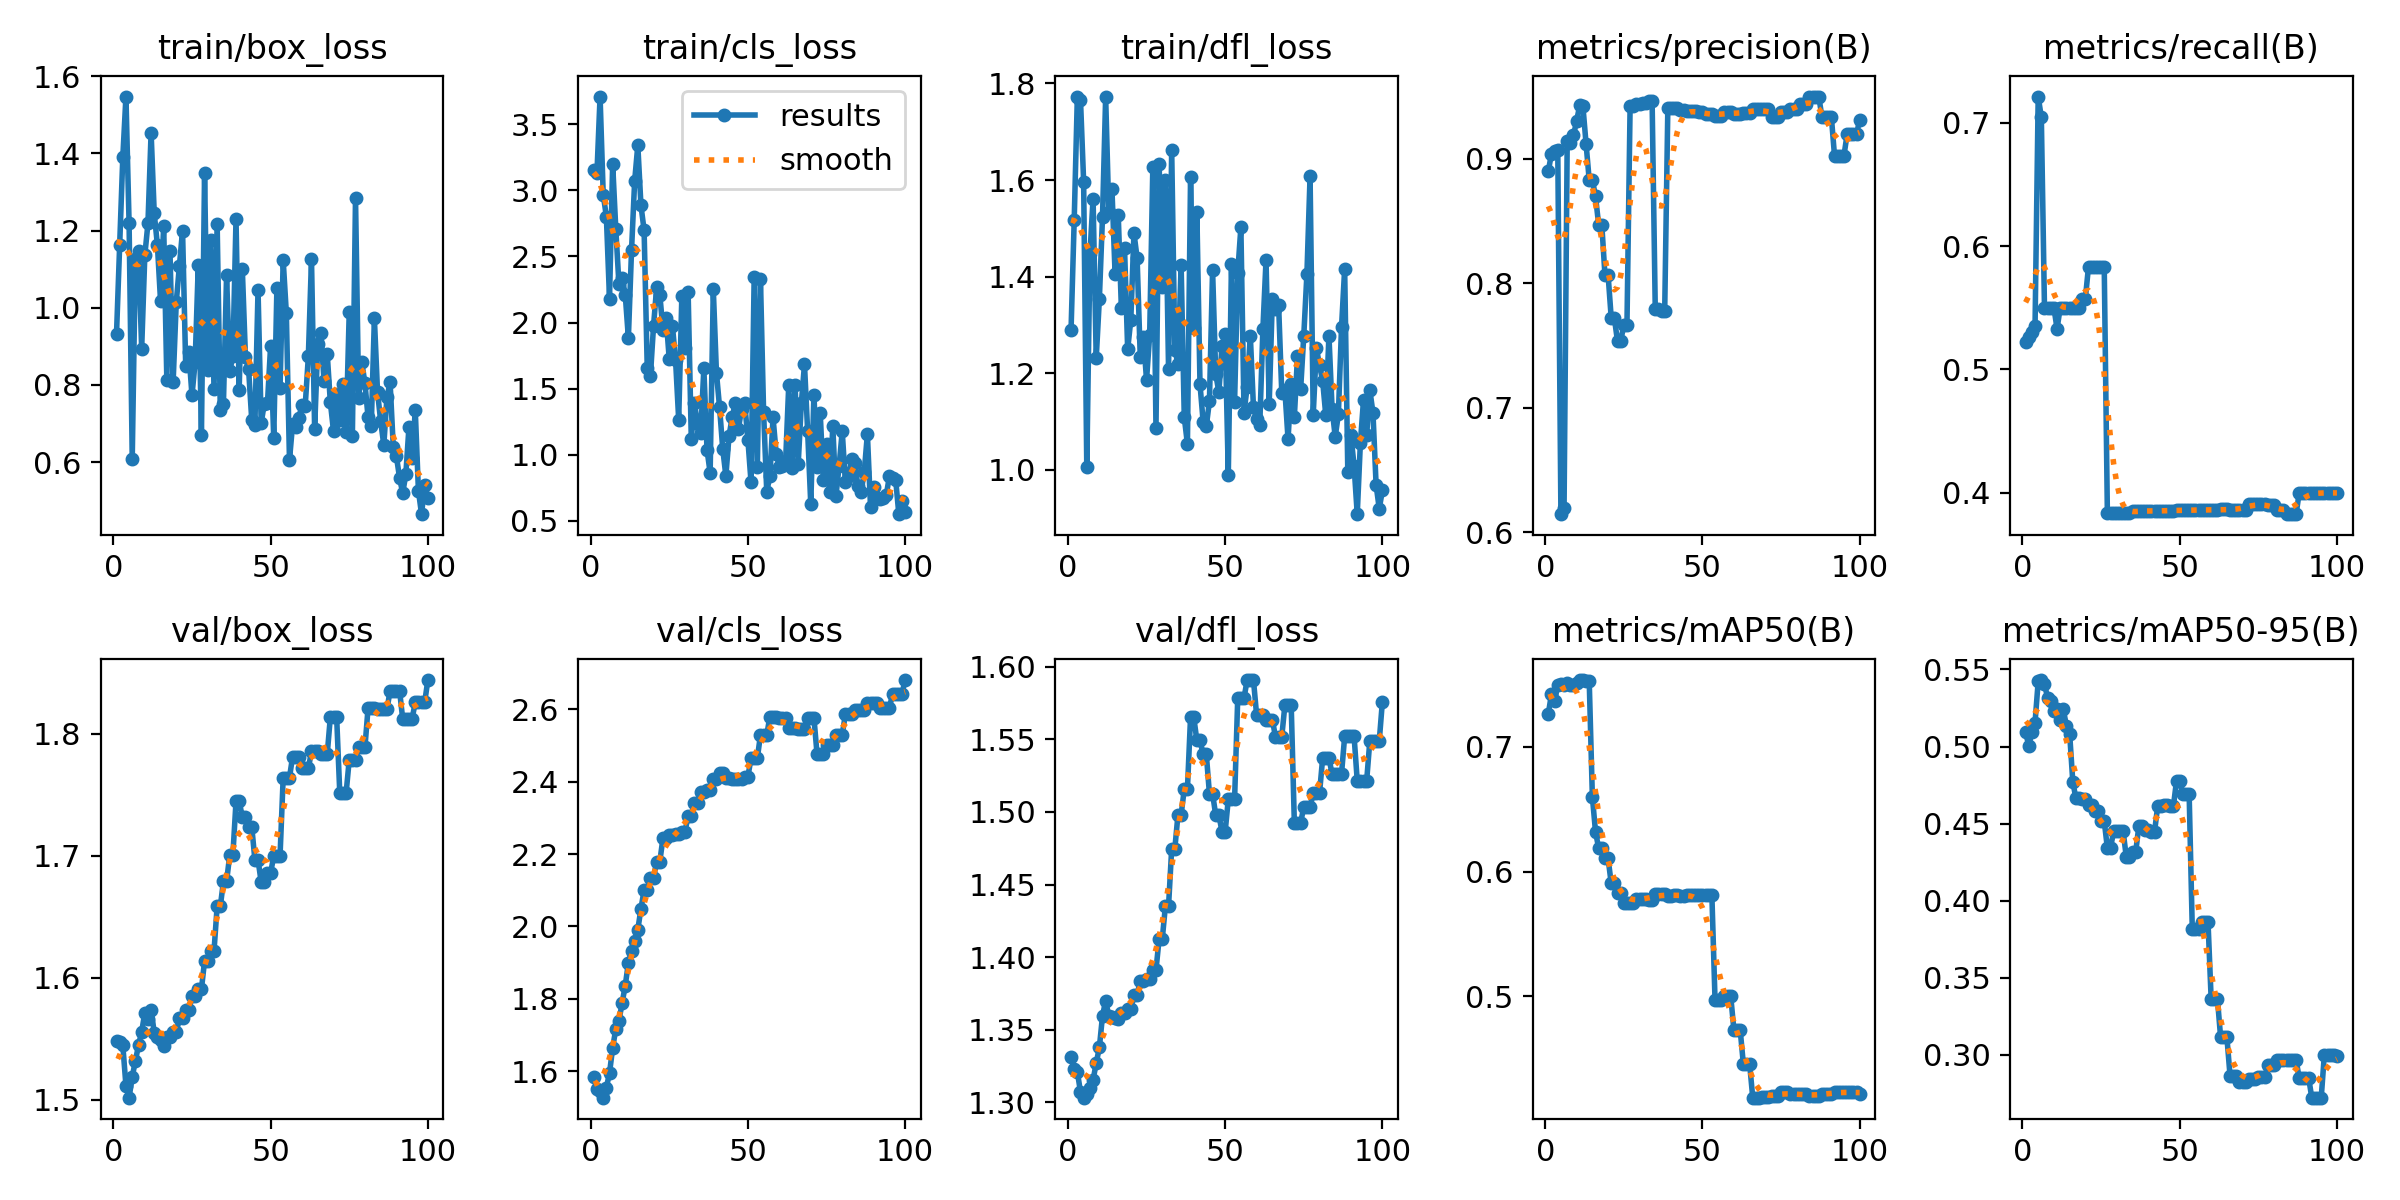 train/box_loss
train/cls_loss
train/dfl_loss
metrics/precision(B)
metrics/recall(B)
1.6
1.4
1.2
1.0
0.8
0.6
0 50 100
3.5
3.0
2.5
2.0
1.5
1.0
0.5
0 50 100
results
smooth
1.8
1.6
1.4
1.2
1.0
0 50 100
0.9
0.8
0.7
0.6
0 50 100
0.7
0.6
0.5
0.4
0 50 100
val/box_loss
val/cls_loss
val/dfl_loss
metrics/mAP50(B)
metrics/mAP50-95(B)
1.8
1.7
1.6
1.5
0 50 100
2.6
2.4
2.2
2.0
1.8
1.6
0 50 100
1.60
1.55
1.50
1.45
1.40
1.35
1.30
0 50 100
0.7
0.6
0.5
0 50 100
0.55
0.50
0.45
0.40
0.35
0.30
0 50 100